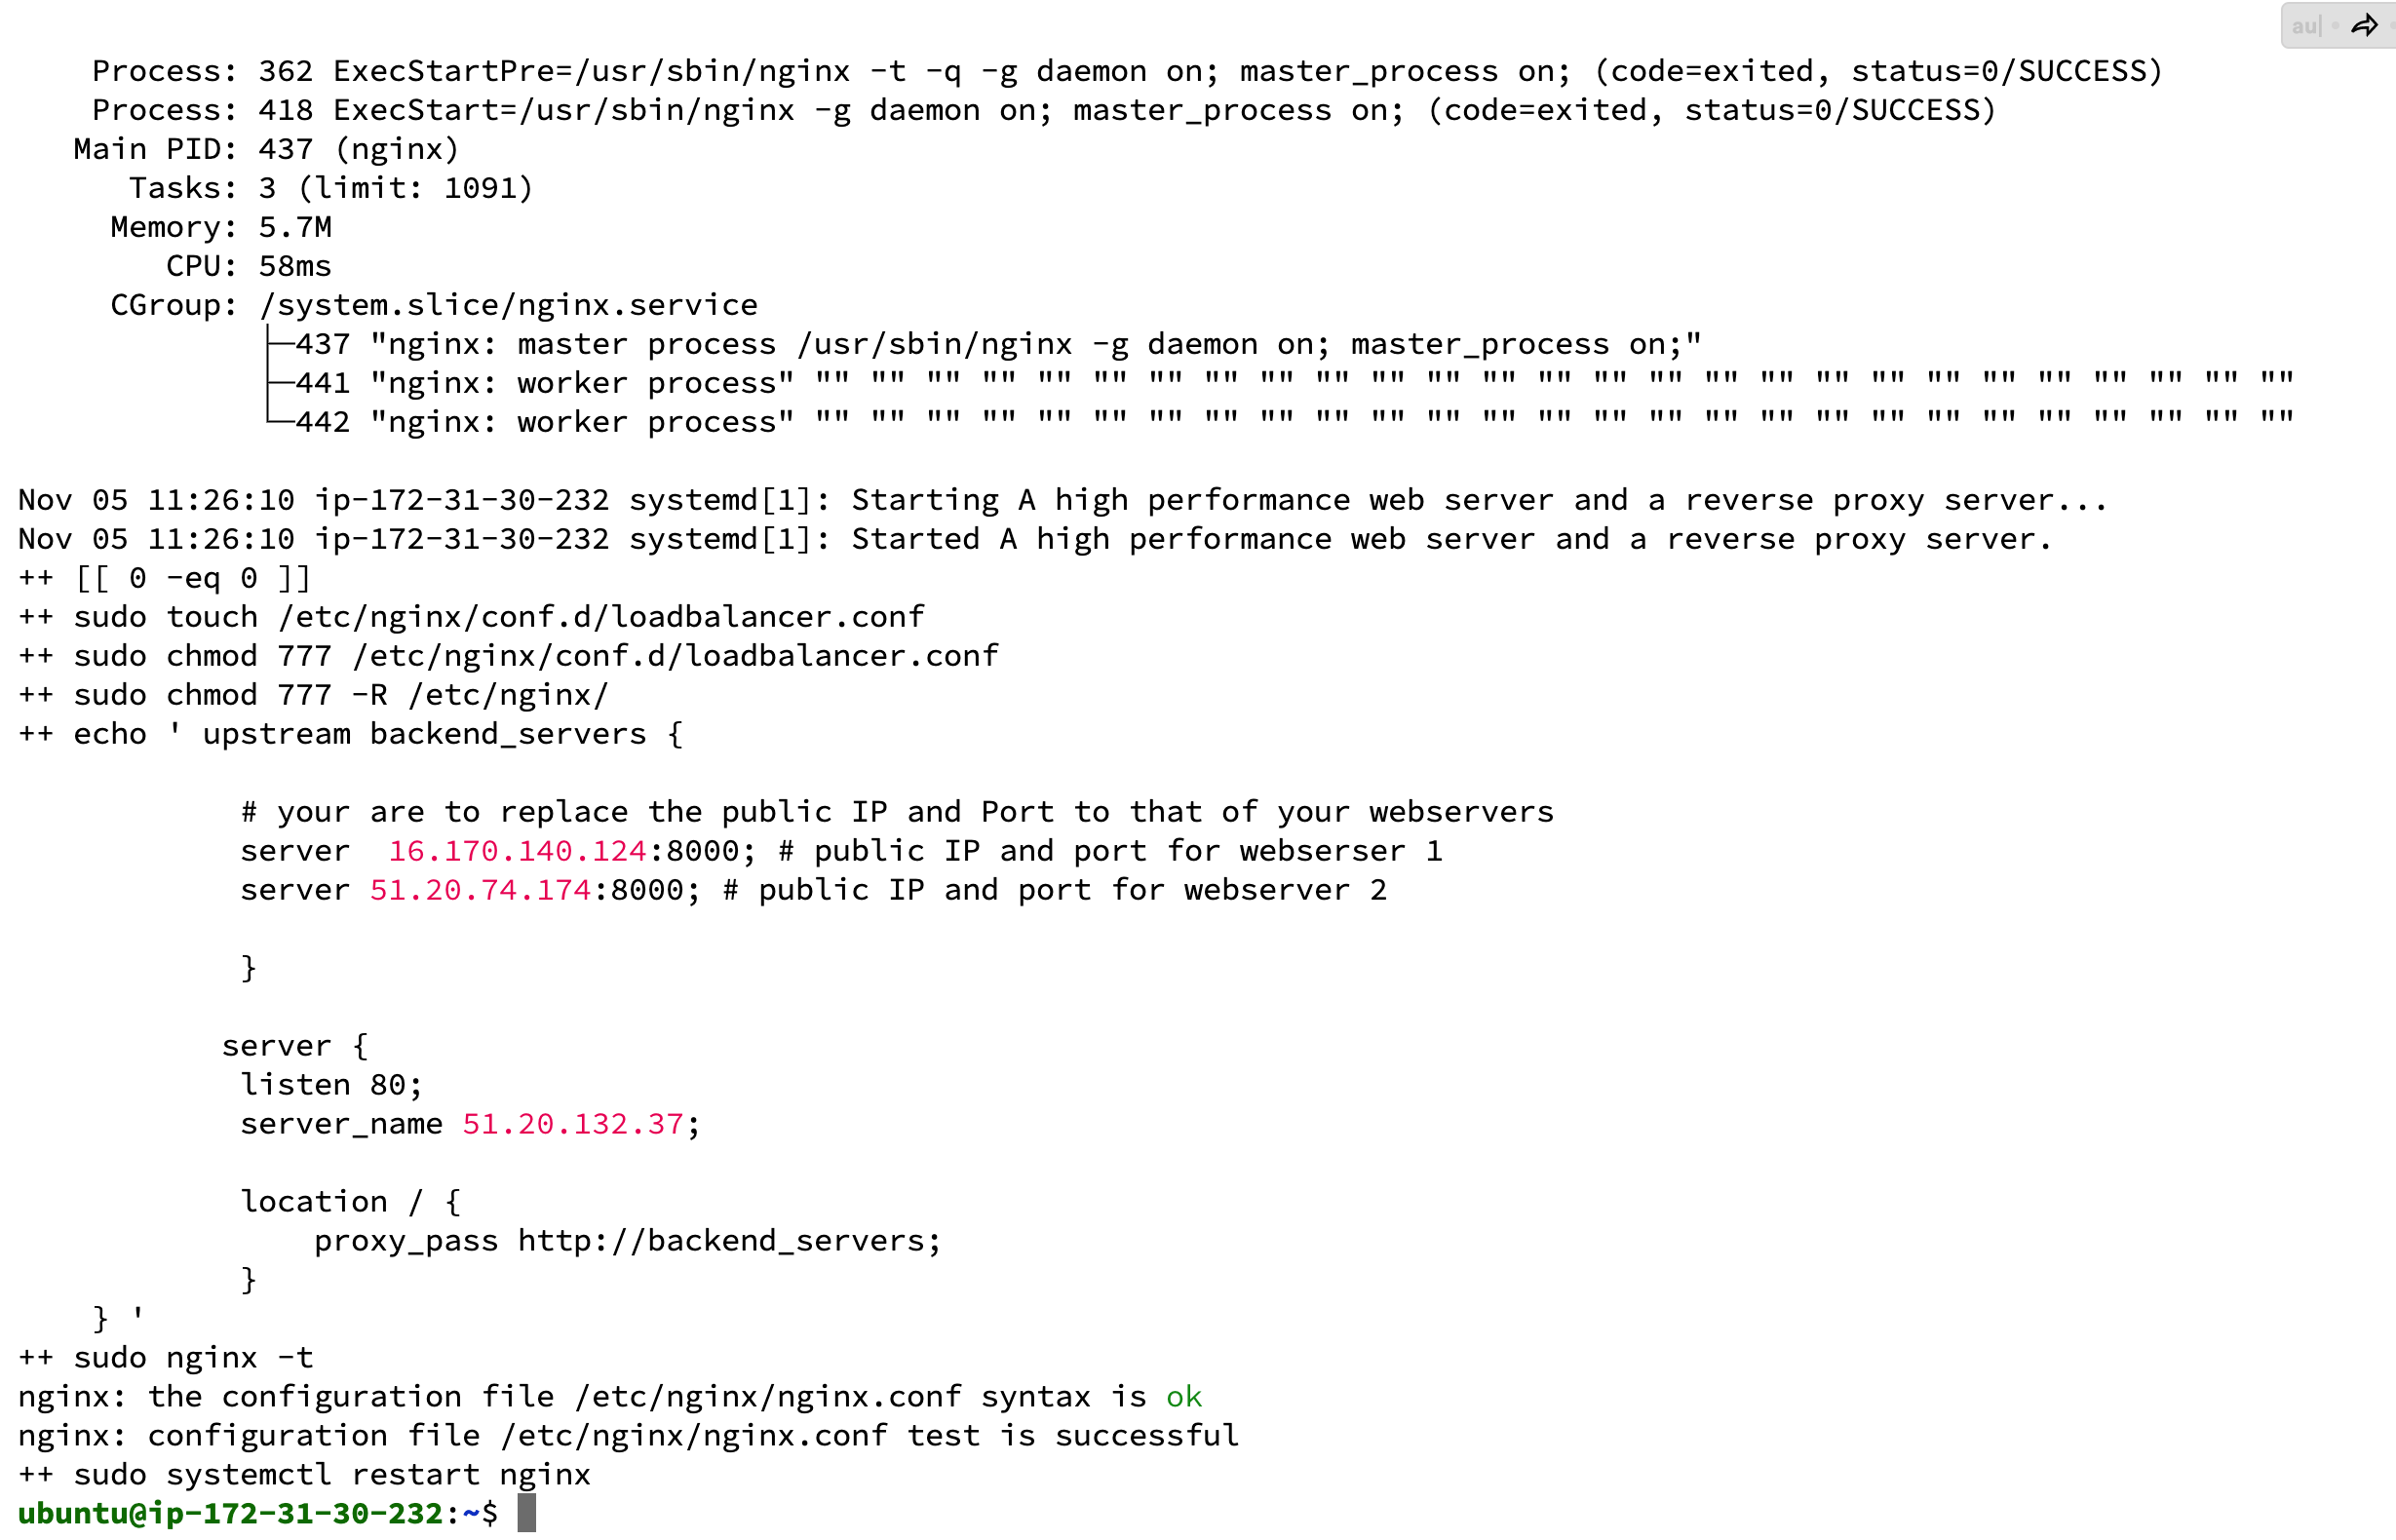 au|
Process: 362 ExecStartPre=/usr/sbin/nginx -t -q -g daemon on; master_process on; (code=exited, status=0/SUCCESS)
Process: 418 ExecStart=/usr/sbin/nginx -g daemon on; master_process on; (code=exited, status=0/SUCCESS)
Main PID: 437 (nginx)
Tasks: 3 (limit: 1091)
Memory: 5.7M
CPU: 58ms
CGroup: /system.slice/nginx.service
├─437 "nginx: master process /usr/sbin/nginx -g daemon on; master_process on;"
├─441 "nginx: worker process" "" "" "" "" "" "" "" "" "" "" "" "" "" "" "" "" "" "" "" "" "" "" "" "" "" "" ""
└─442 "nginx: worker process" "" "" "" "" "" "" "" "" "" "" "" "" "" "" "" "" "" "" "" "" "" "" "" "" "" "" ""
Nov 05 11:26:10 ip-172-31-30-232 systemd[1]: Starting A high performance web server and a reverse proxy server...
Nov 05 11:26:10 ip-172-31-30-232 systemd[1]: Started A high performance web server and a reverse proxy server.
++ [[ 0 -eq 0 ]]
++ sudo touch /etc/nginx/conf.d/loadbalancer.conf
++ sudo chmod 777 /etc/nginx/conf.d/loadbalancer.conf
++ sudo chmod 777 -R /etc/nginx/
++ echo ' upstream backend_servers {
# your are to replace the public IP and Port to that of your webservers
server  16.170.140.124:8000; # public IP and port for webserser 1
server 51.20.74.174:8000; # public IP and port for webserver 2
}
server {
listen 80;
server_name 51.20.132.37;
location / {
proxy_pass http://backend_servers;
}
} '
++ sudo nginx -t
nginx: the configuration file /etc/nginx/nginx.conf syntax is ok
nginx: configuration file /etc/nginx/nginx.conf test is successful
++ sudo systemctl restart nginx
ubuntu@ip-172-31-30-232:~$